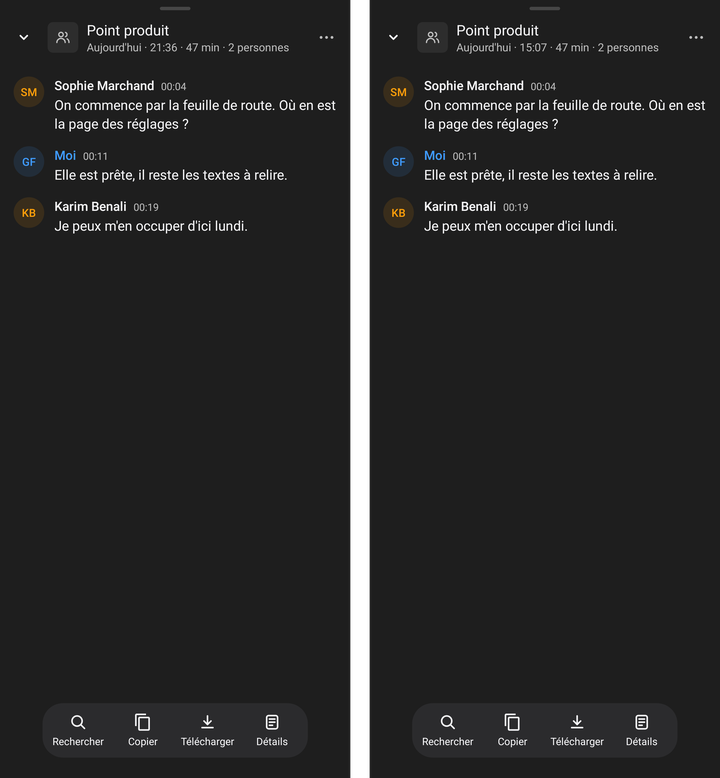 Point produit
Aujourd'hui · 21:36 · 47 min · 2 personnes
SM
Sophie Marchand 00:04
On commence par la feuille de route. Où en est
la page des réglages ?
GF
Moi 00:11
Elle est prête, il reste les textes à relire.
KB
Karim Benali 00:19
Je peux m'en occuper d'ici lundi.
Rechercher
Copier
Télécharger
Détails
Point produit
Aujourd'hui · 15:07 · 47 min · 2 personnes
SM
Sophie Marchand 00:04
On commence par la feuille de route. Où en est
la page des réglages ?
GF
Moi 00:11
Elle est prête, il reste les textes à relire.
KB
Karim Benali 00:19
Je peux m'en occuper d'ici lundi.
Rechercher
Copier
Télécharger
Détails